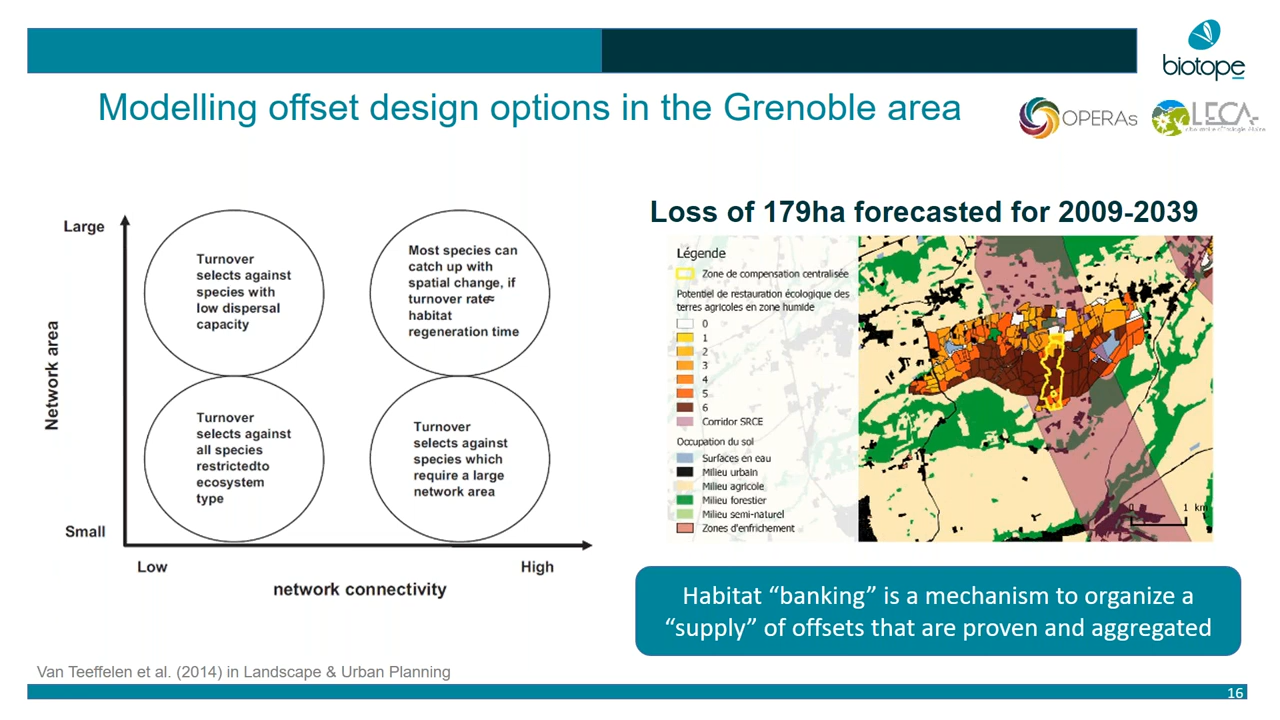 biotope
Modelling offset design options in the Grenoble area
OPERAs
LECA
Large
Small
Network area
Turnover
selects against
species with
low dispersal
capacity
Most species can
catch up with
spatial change, if
turnover rate≈
habitat
regeneration time
Turnover
selects against
all species
restrictedto
ecosystem
type
Turnover
selects against
species which
require a large
network area
Low
High
network connectivity
Loss of 179ha forecasted for 2009-2039
Légende
Zone de compensation centralisée
Potentiel de restauration écologique des
terres agricoles en zone humide
0
1
2
3
4
5
6
Corridor SRCE
Occupation du sol
Surfaces en eau
Milieu urbain
Milieu agricole
Milieu forestier
Milieu semi-naturel
Zones d'enfrichement
0 1 km
Habitat “banking” is a mechanism to organize a
“supply” of offsets that are proven and aggregated
Van Teeffelen et al. (2014) in Landscape & Urban Planning
16